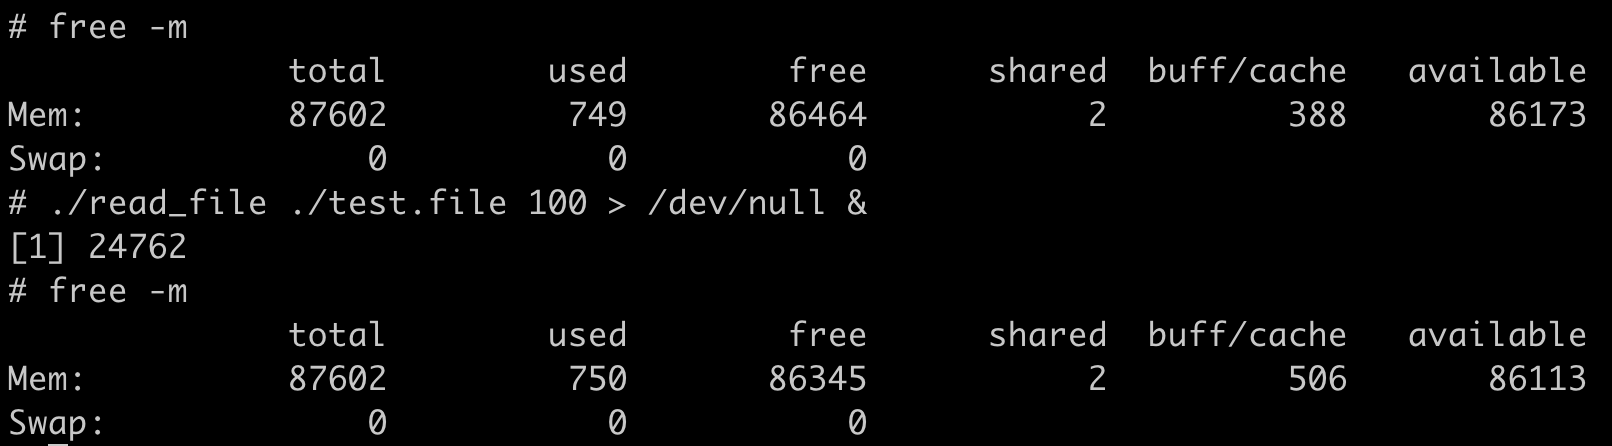 # free -m
total used free shared buff/cache available
Mem: 87602 749 86464 2 388 86173
Swap: 0 0 0
# ./read_file ./test.file 100 > /dev/null &
[1] 24762
# free -m
total used free shared buff/cache available
Mem: 87602 750 86345 2 506 86113
Swap: 0 0 0